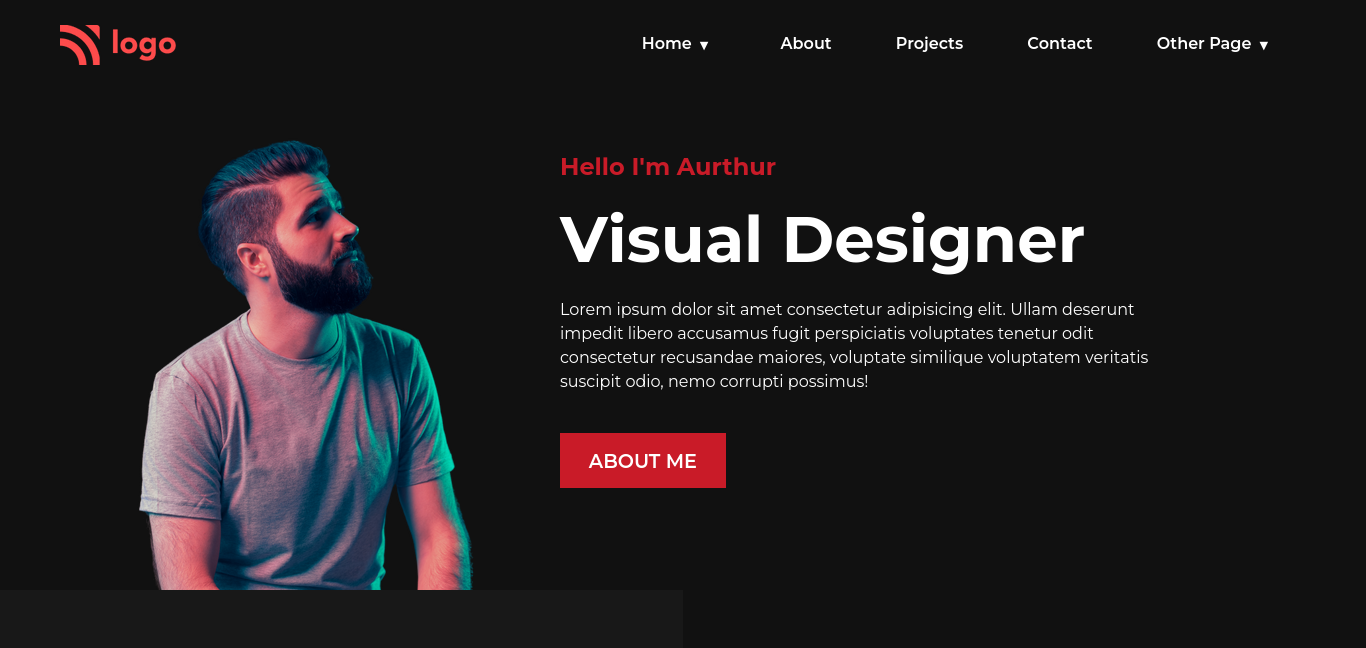 logo
Home ▼ About Projects Contact Other Page ▼
Hello I'm Aurthur
Visual Designer
Lorem ipsum dolor sit amet consectetur adipisicing elit. Ullam deserunt
impedit libero accusamus fugit perspiciatis voluptates tenetur odit
consectetur recusandae maiores, voluptate similique voluptatem veritatis
suscipit odio, nemo corrupti possimus!
ABOUT ME